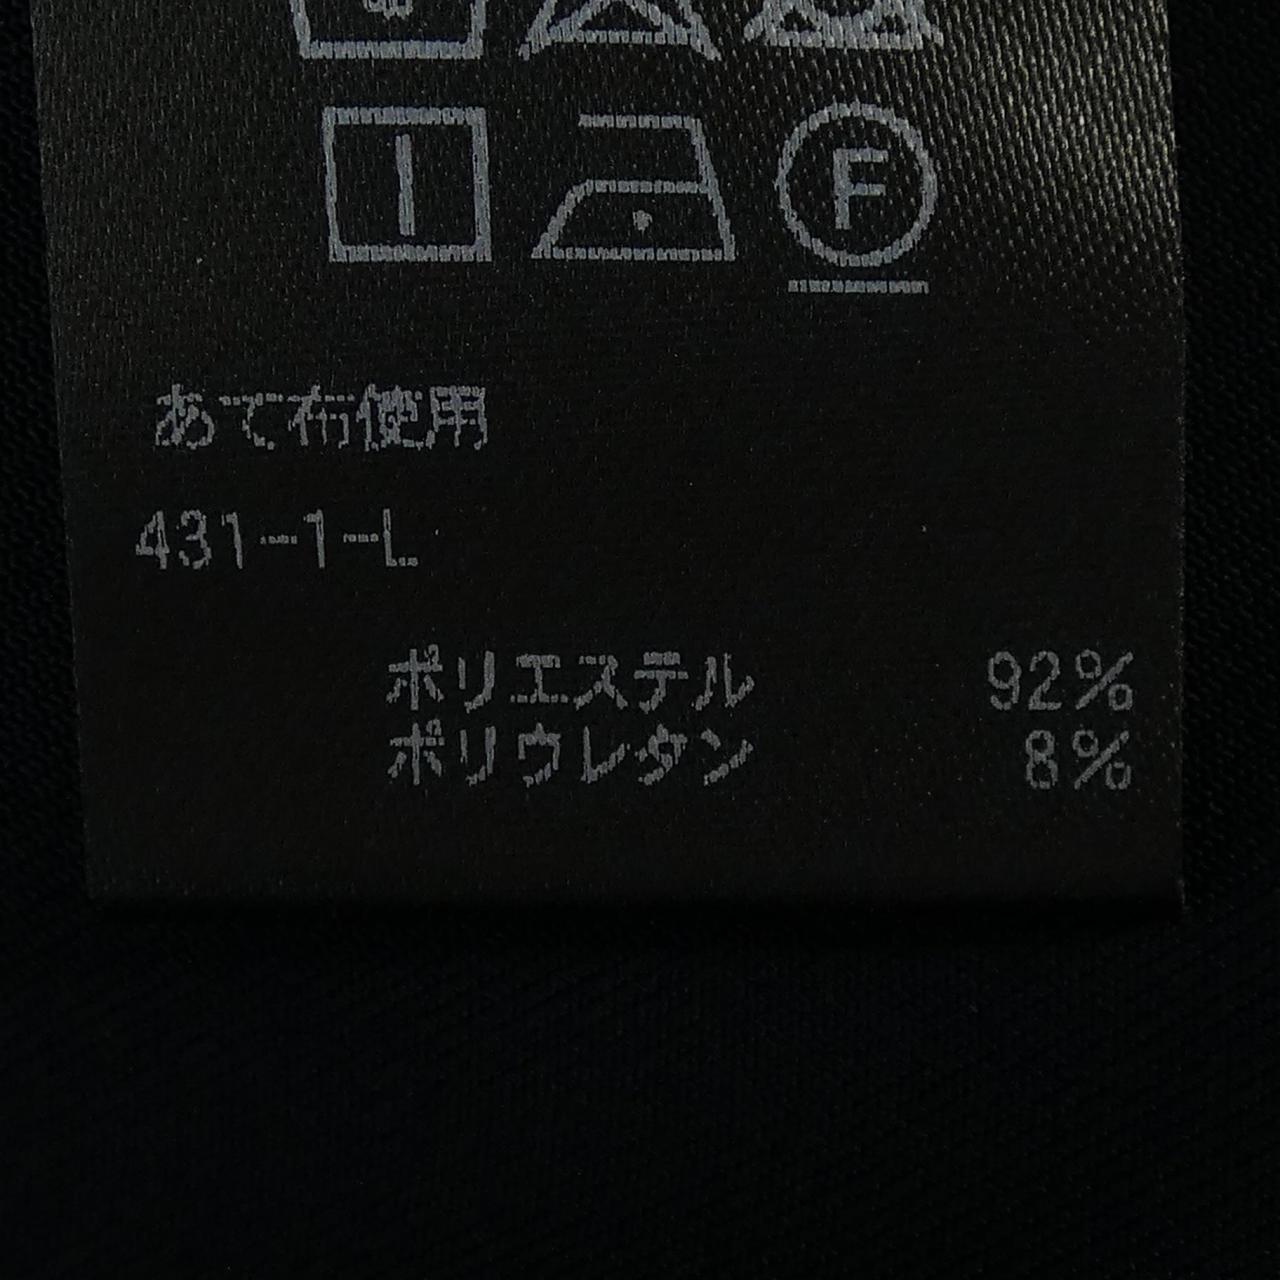 F
あて布使用
431-1-L
ポリエステル 92%
ポリウレタン 8%